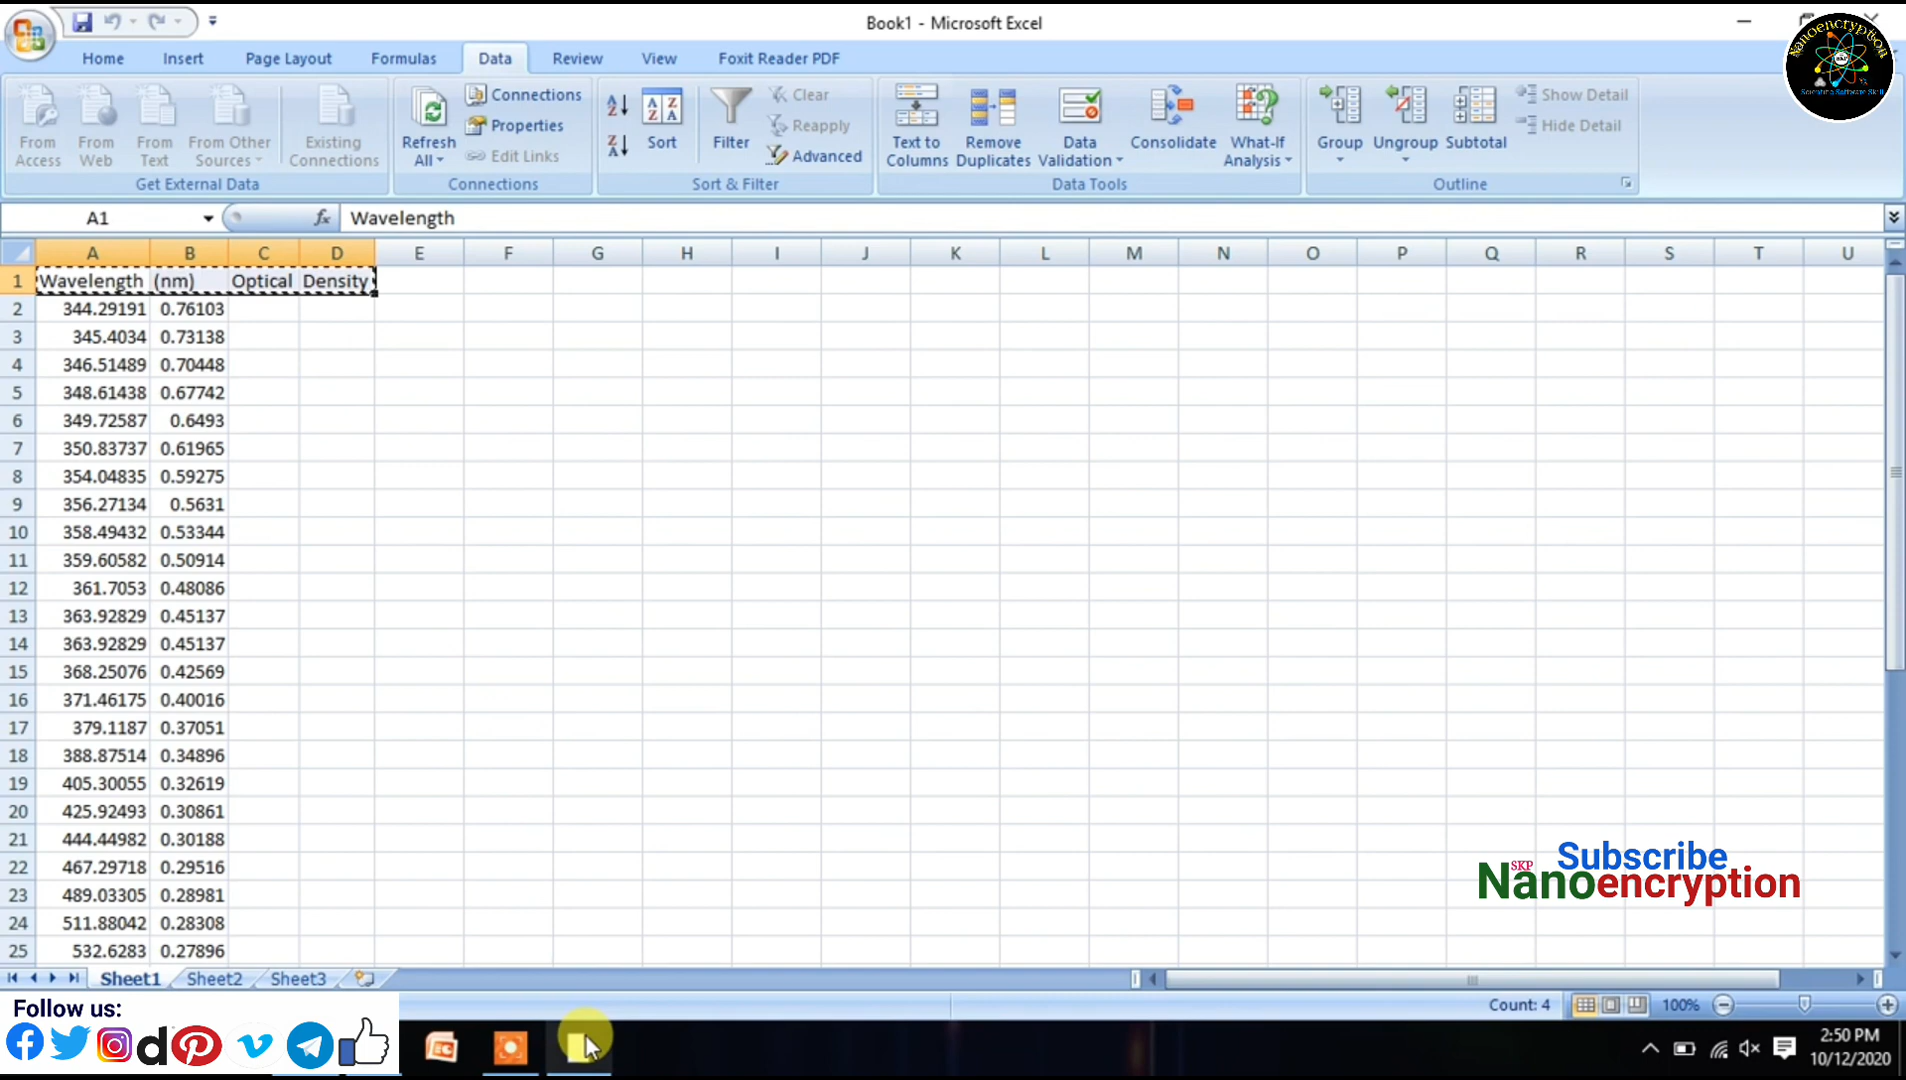 Book1 - Microsoft Excel
Home Insert Page Layout Formulas Data Review View Foxit Reader PDF
Nanoencryption
SKP
Scientific Software Skill
From Access
From Web
From Text
From Other Sources
Existing Connections
Get External Data
Refresh All
Connections
Properties
Edit Links
Connections
Sort
Filter
Clear
Reapply
Advanced
Sort & Filter
Text to Columns
Remove Duplicates
Data Validation
Consolidate
What-If Analysis
Data Tools
Group
Ungroup
Subtotal
Show Detail
Hide Detail
Outline
A1 fx Wavelength
A B C D E F G H I J K L M N O P Q R S T U
1 Wavelength (nm) Optical Density
2 344.29191 0.76103
3 345.4034 0.73138
4 346.51489 0.70448
5 348.61438 0.67742
6 349.72587 0.6493
7 350.83737 0.61965
8 354.04835 0.59275
9 356.27134 0.5631
10 358.49432 0.53344
11 359.60582 0.50914
12 361.7053 0.48086
13 363.92829 0.45137
14 363.92829 0.45137
15 368.25076 0.42569
16 371.46175 0.40016
17 379.1187 0.37051
18 388.87514 0.34896
19 405.30055 0.32619
20 425.92493 0.30861
21 444.44982 0.30188
22 467.29718 0.29516
23 489.03305 0.28981
24 511.88042 0.28308
25 532.6283 0.27896
Subscribe
SKP
Nanoencryption
Sheet1 Sheet2 Sheet3
Follow us:
Count: 4 100%
2:50 PM
10/12/2020